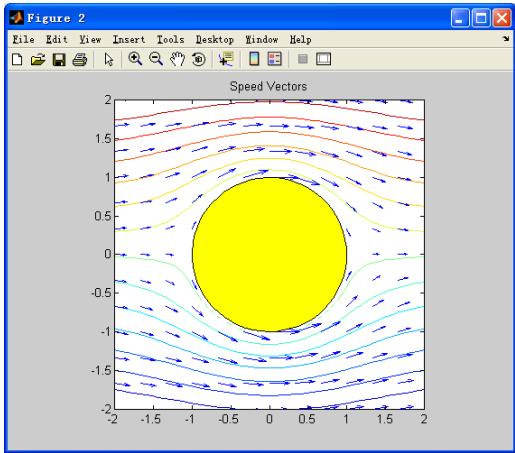 Figure 2
File Edit View Insert Tools Desktop Window Help
Speed Vectors
2
1.5
1
0.5
0
-0.5
-1
-1.5
-2
-2 -1.5 -1 -0.5 0 0.5 1 1.5 2